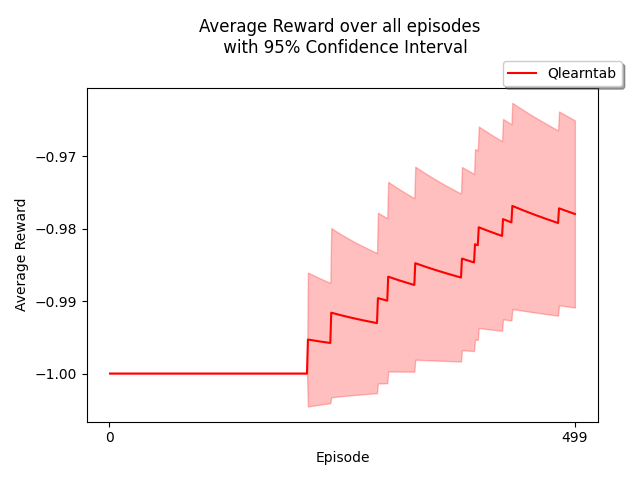 Average Reward over all episodes
with 95% Confidence Interval
Qlearntab
−0.97
−0.98
−0.99
−1.00
Average Reward
0
499
Episode